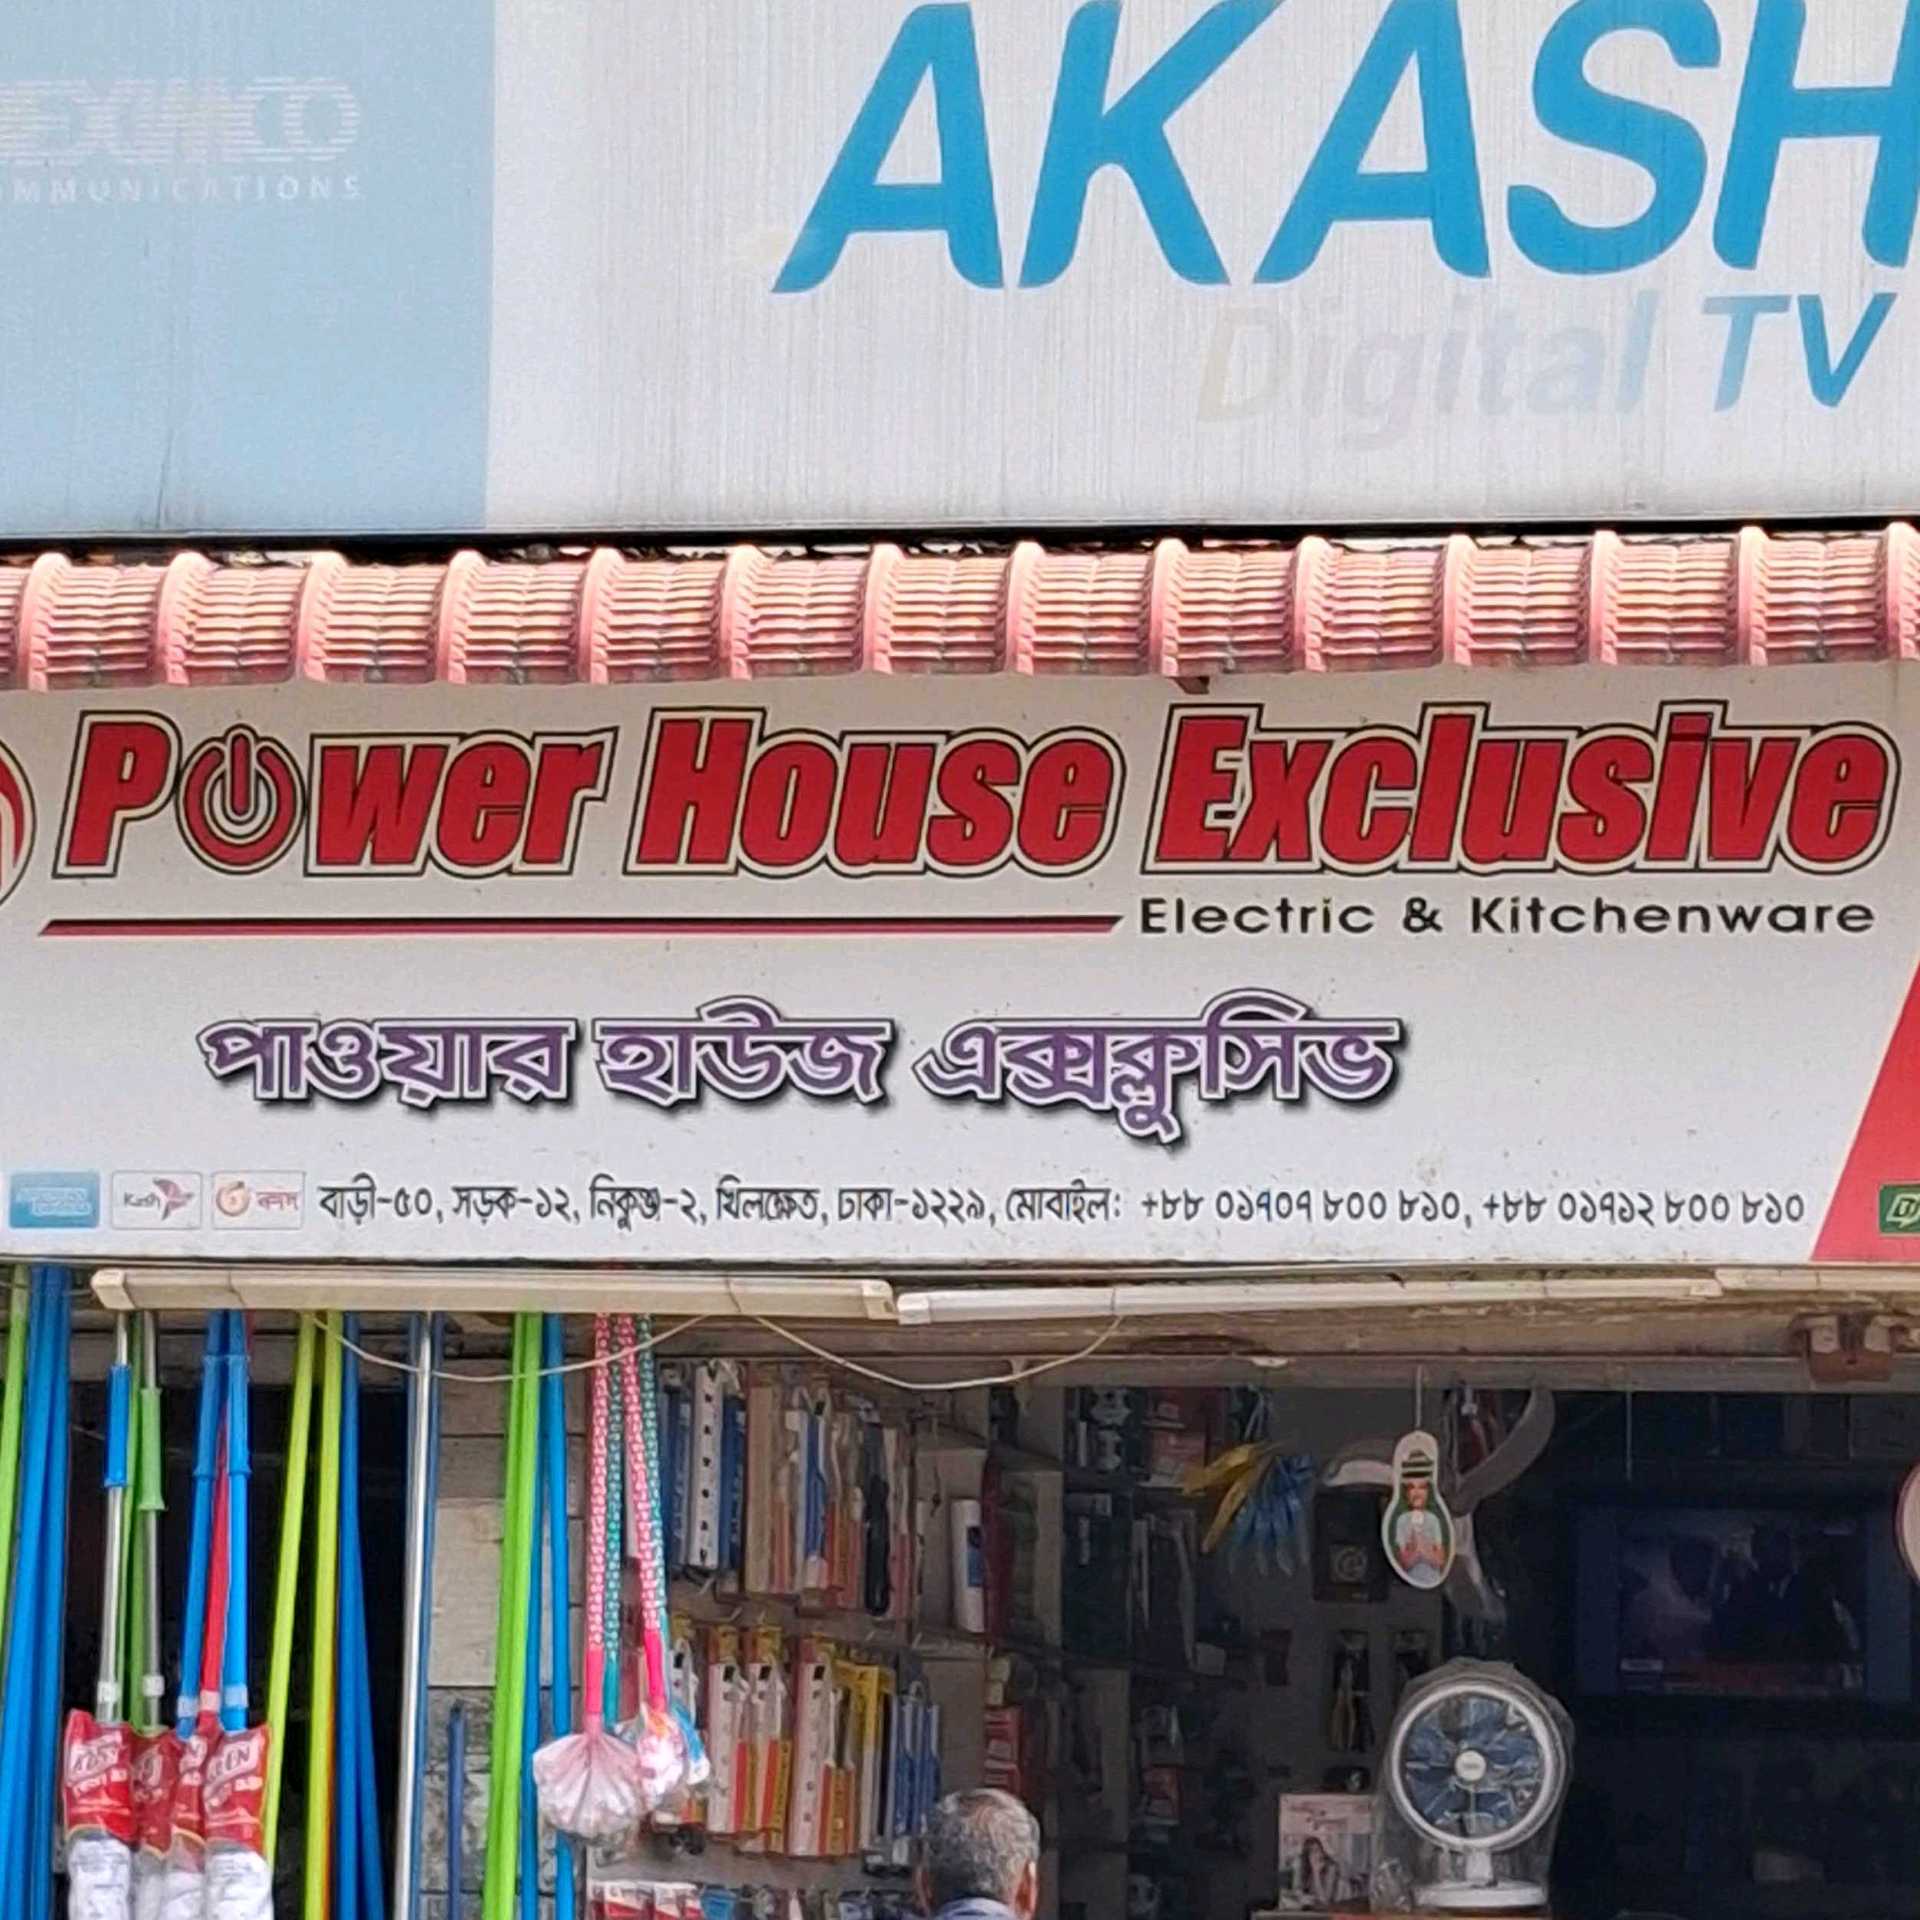 AKASH
Digital TV
COMMUNICATIONS
Power House Exclusive
Electric & Kitchenware
পাওয়ার হাউজ এক্সক্লুসিভ
বাড়ী-৫০, সড়ক-১২, নিকুঞ্জ-২, খিলক্ষেত, ঢাকা-১২২৯, মোবাইল: +৮৮ ০১৭০৭ ৮০০ ৮১০, +৮৮ ০১৭১২ ৮০০ ৮১০